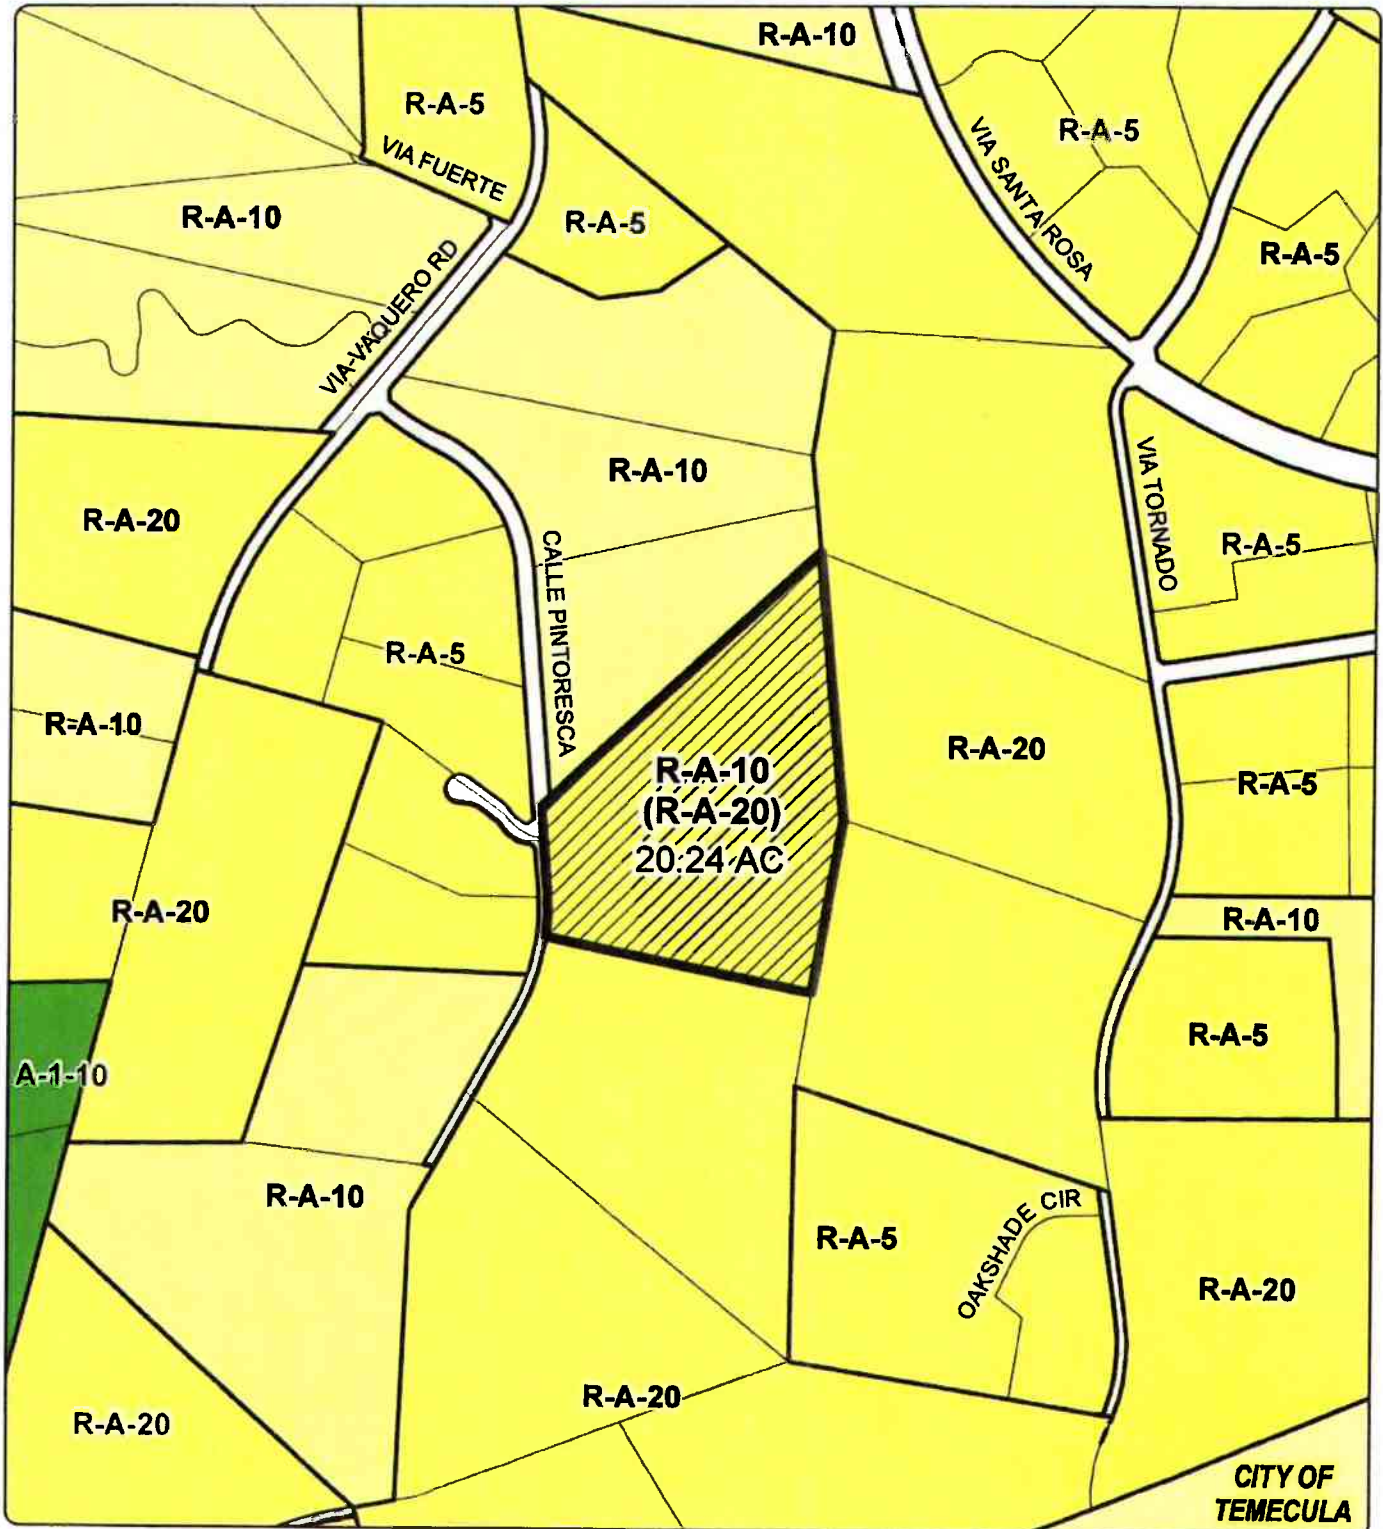 R-A-10
R-A-5
VIA FUERTE
R-A-5
VIA SANTA ROSA
R-A-10
R-A-5
R-A-5
VIA-VAQUERO RD
R-A-10
R-A-20
VIA TORNADO
R-A-5
CALLE PINTORESCA
R-A-5
R-A-10
R-A-20
R-A-10
(R-A-20)
20.24 AC
R-A-5
R-A-20
R-A-10
R-A-5
A-1-10
R-A-10
R-A-5
OAKSHADE CIR
R-A-20
R-A-20
R-A-20
CITY OF
TEMECULA